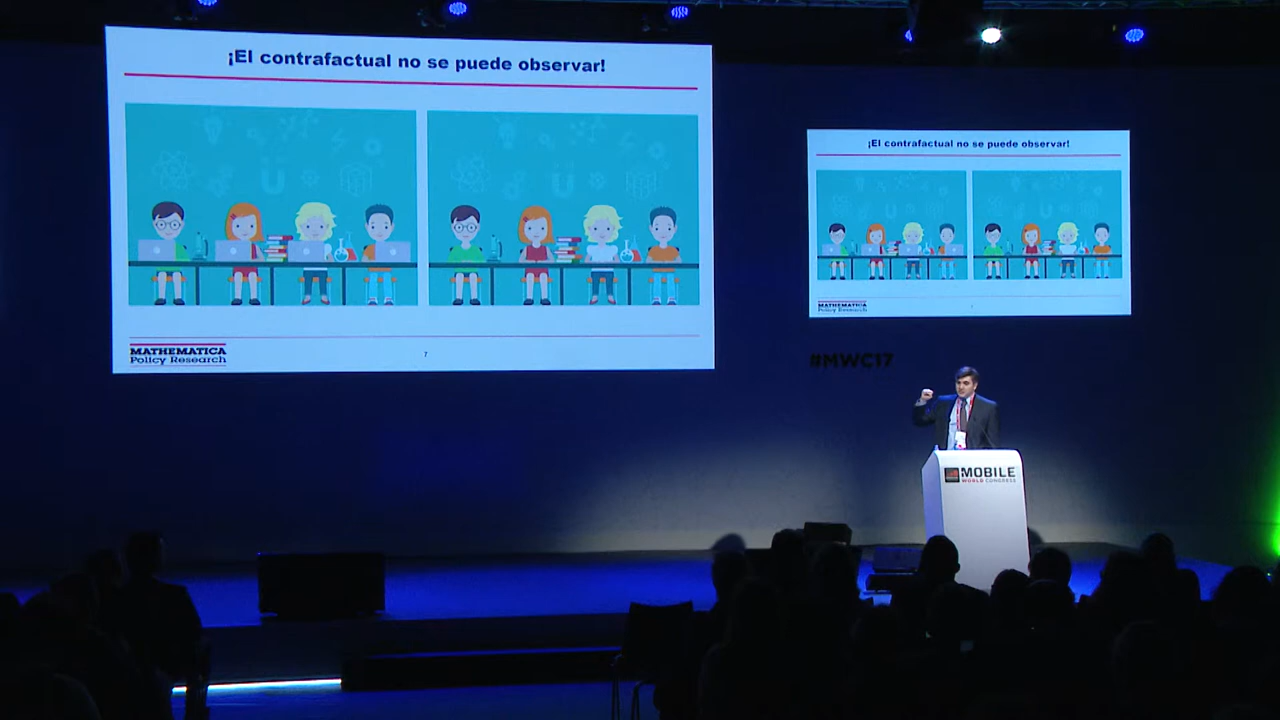 ¡El contrafactual no se puede observar!
MATHEMATICA
Policy Research
7
¡El contrafactual no se puede observar!
MATHEMATICA
Policy Research
#MWC17
MOBILE
WORLD CONGRESS